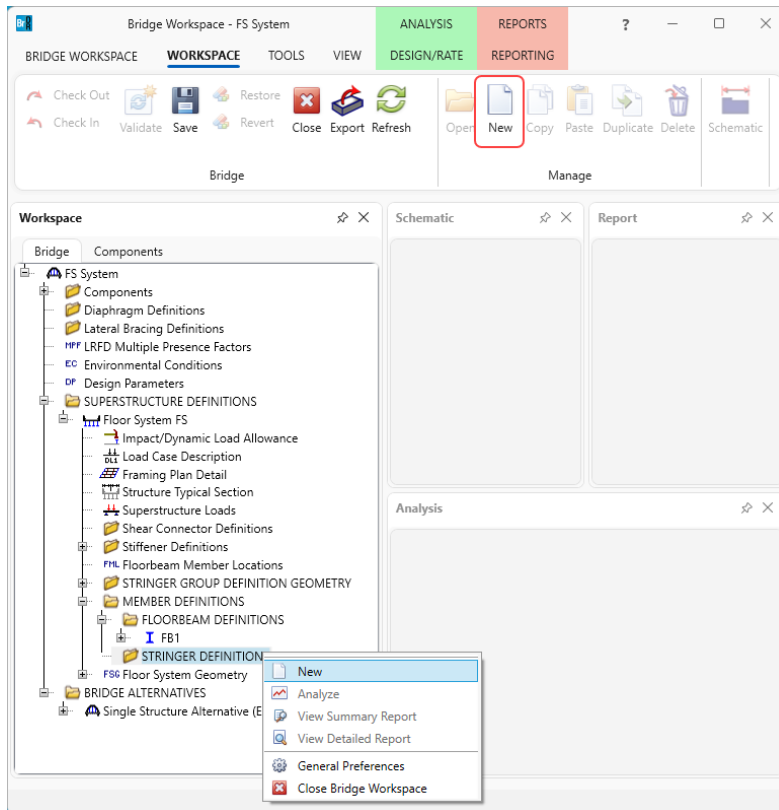 Br
Bridge Workspace - FS System
ANALYSIS
REPORTS
?
BRIDGE WORKSPACE
WORKSPACE
TOOLS
VIEW
DESIGN/RATE
REPORTING
Check Out
Check In
Validate
Save
Restore
Revert
Close
Export
Refresh
Open
New
Copy
Paste
Duplicate
Delete
Schematic
Bridge
Manage
Workspace
Bridge
Components
FS System
Components
Diaphragm Definitions
Lateral Bracing Definitions
MPF LRFD Multiple Presence Factors
EC Environmental Conditions
DP Design Parameters
SUPERSTRUCTURE DEFINITIONS
Floor System FS
Impact/Dynamic Load Allowance
DL1 Load Case Description
Framing Plan Detail
Structure Typical Section
Superstructure Loads
Shear Connector Definitions
Stiffener Definitions
FML Floorbeam Member Locations
STRINGER GROUP DEFINITION GEOMETRY
MEMBER DEFINITIONS
FLOORBEAM DEFINITIONS
FB1
STRINGER DEFINITION
FSG Floor System Geometry
BRIDGE ALTERNATIVES
Single Structure Alternative (E
New
Analyze
View Summary Report
View Detailed Report
General Preferences
Close Bridge Workspace
Schematic
Report
Analysis